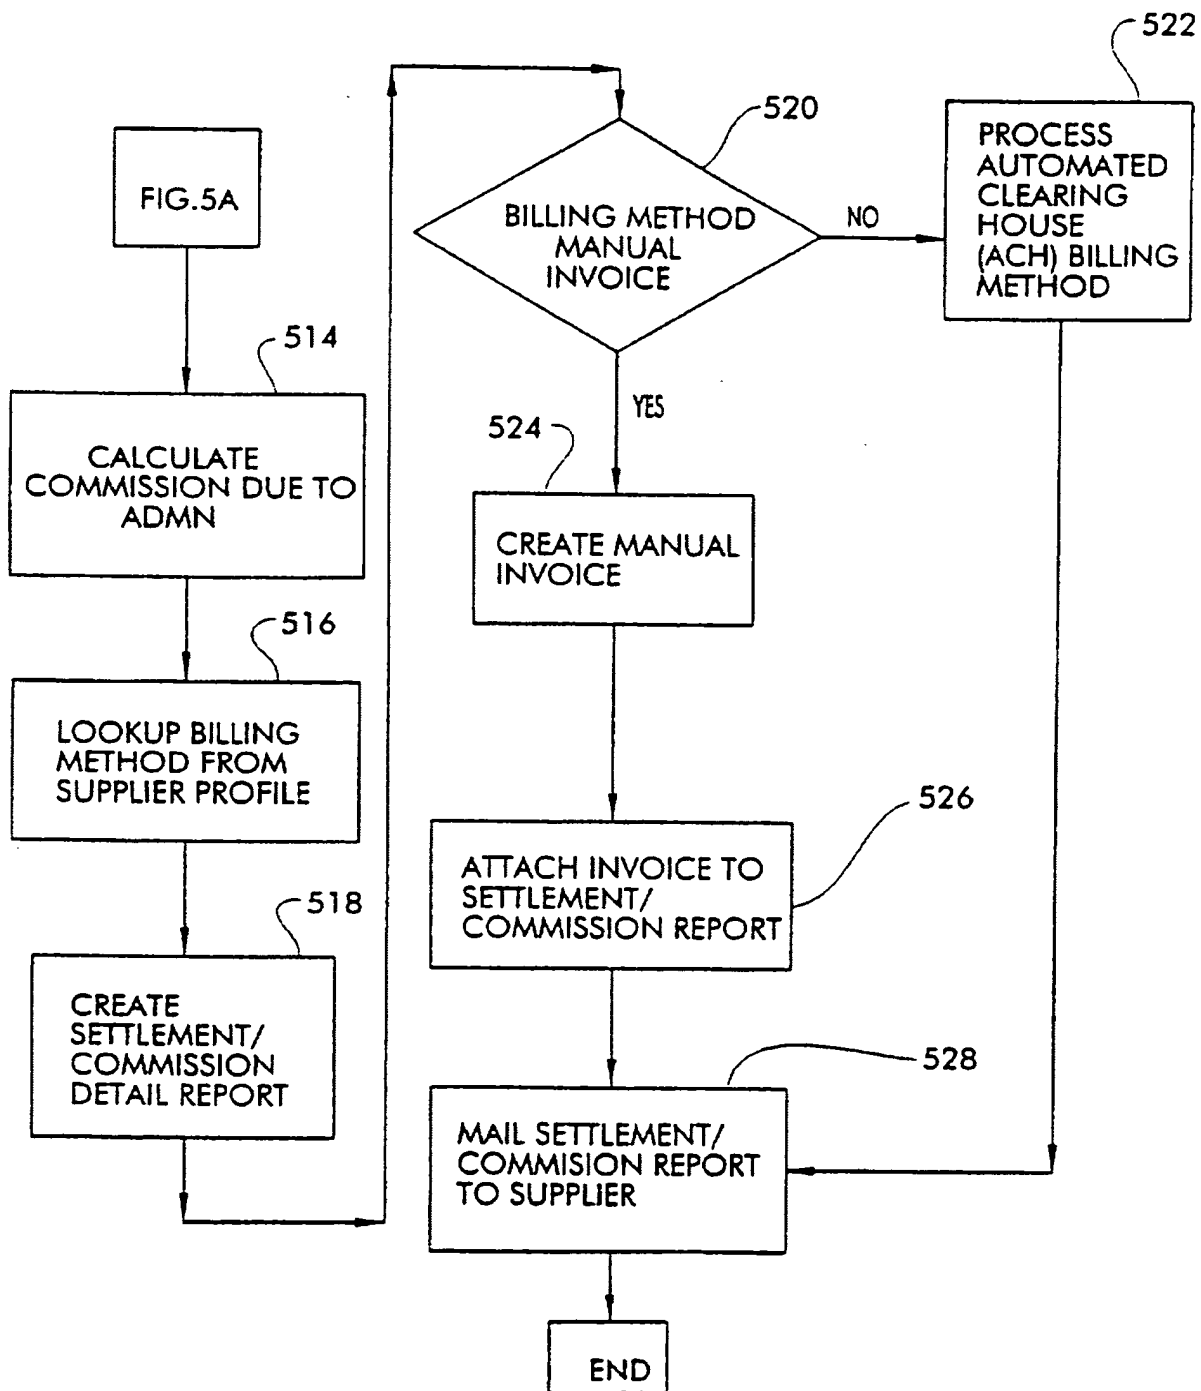 FIG.5A
514
CALCULATE
COMMISSION DUE TO
ADMN
516
LOOKUP BILLING
METHOD FROM
SUPPLIER PROFILE
518
CREATE
SETTLEMENT/
COMMISSION
DETAIL REPORT
520
BILLING METHOD
MANUAL
INVOICE
NO
522
PROCESS
AUTOMATED
CLEARING
HOUSE
(ACH) BILLING
METHOD
YES
524
CREATE MANUAL
INVOICE
526
ATTACH INVOICE TO
SETTLEMENT/
COMMISSION REPORT
528
MAIL SETTLEMENT/
COMMISION REPORT
TO SUPPLIER
END